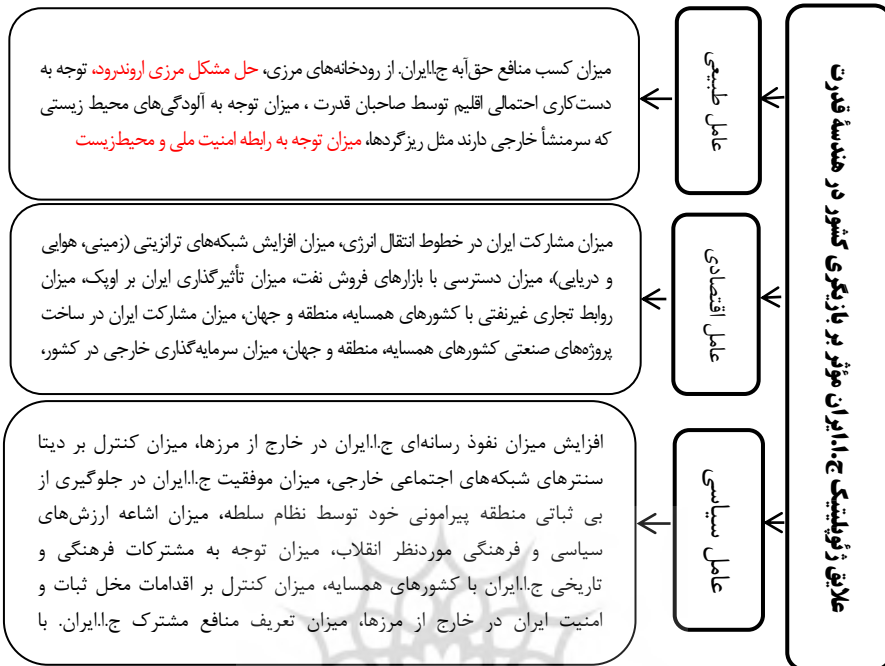 علایق ژئوپلیتیک ج.ا.ایران مؤثر بر بازیگری کشور در هندسۀ قدرت
عامل طبیعی
میزان کسب منافع حق‌آبه ج.ا.ایران. از رودخانه‌های مرزی، حل مشکل مرزی اروندرود، توجه به
دست‌کاری احتمالی اقلیم توسط صاحبان قدرت ، میزان توجه به آلودگی‌های محیط زیستی
که سرمنشأ خارجی دارند مثل ریزگردها، میزان توجه به رابطه امنیت ملی و محیط‌زیست
عامل اقتصادی
میزان مشارکت ایران در خطوط انتقال انرژی، میزان افزایش شبکه‌های ترانزیتی (زمینی، هوایی
و دریایی)، میزان دسترسی با بازارهای فروش نفت، میزان تأثیرگذاری ایران بر اوپک، میزان
روابط تجاری غیرنفتی با کشورهای همسایه، منطقه و جهان، میزان مشارکت ایران در ساخت
پروژه‌های صنعتی کشورهای همسایه، منطقه و جهان، میزان سرمایه‌گذاری خارجی در کشور،
عامل سیاسی
افزایش میزان نفوذ رسانه‌ای ج.ا.ایران در خارج از مرزها، میزان کنترل بر دیتا
سنترهای شبکه‌های اجتماعی خارجی، میزان موفقیت ج.ا.ایران در جلوگیری از
بی ثباتی منطقه پیرامونی خود توسط نظام سلطه، میزان اشاعه ارزش‌های
سیاسی و فرهنگی موردنظر انقلاب، میزان توجه به مشترکات فرهنگی و
تاریخی ج.ا.ایران با کشورهای همسایه، میزان کنترل بر اقدامات مخل ثبات و
امنیت ایران در خارج از مرزها، میزان تعریف منافع مشترک ج.ا.ایران. با